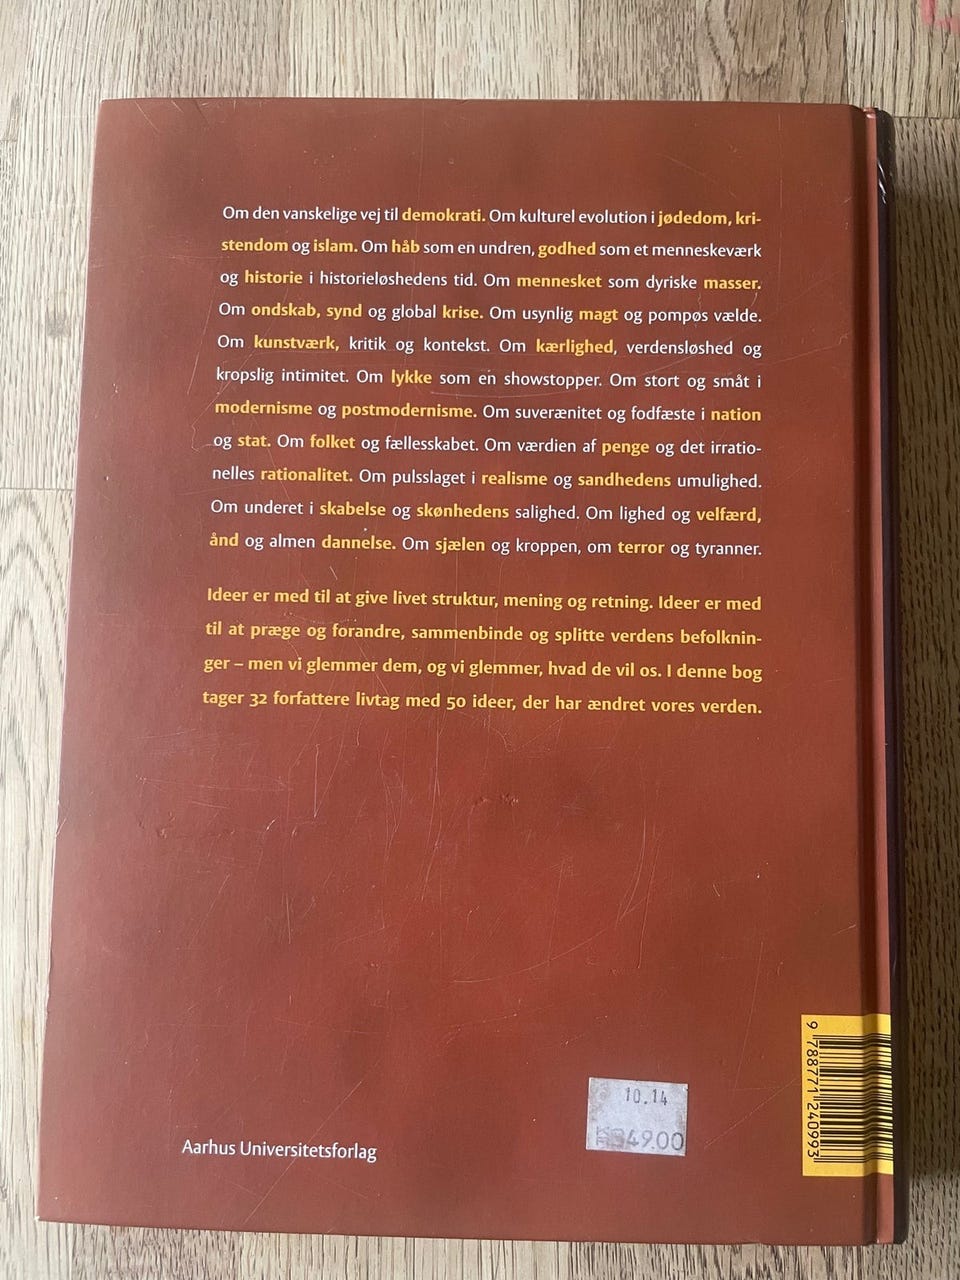 Om den vanskelige vej til demokrati. Om kulturel evolution i jødedom, kri-
stendom og islam. Om håb som en undren, godhed som et menneskeværk
og historie i historieløshedens tid. Om mennesket som dyriske masser.
Om ondskab, synd og global krise. Om usynlig magt og pompøs vælde.
Om kunstværk, kritik og kontekst. Om kærlighed, verdensløshed og
kropslig intimitet. Om lykke som en showstopper. Om stort og småt i
modernisme og postmodernisme. Om suverænitet og fodfæste i nation
og stat. Om folket og fællesskabet. Om værdien af penge og det irratio-
nelles rationalitet. Om pulsslaget i realisme og sandhedens umulighed.
Om underet i skabelse og skønhedens salighed. Om lighed og velfærd,
ånd og almen dannelse. Om sjælen og kroppen, om terror og tyranner.
Ideer er med til at give livet struktur, mening og retning. Ideer er med
til at præge og forandre, sammenbinde og splitte verdens befolknin-
ger – men vi glemmer dem, og vi glemmer, hvad de vil os. I denne bog
tager 32 forfattere livtag med 50 ideer, der har ændret vores verden.
10.14
49.00
Aarhus Universitetsforlag
9 788771 240993